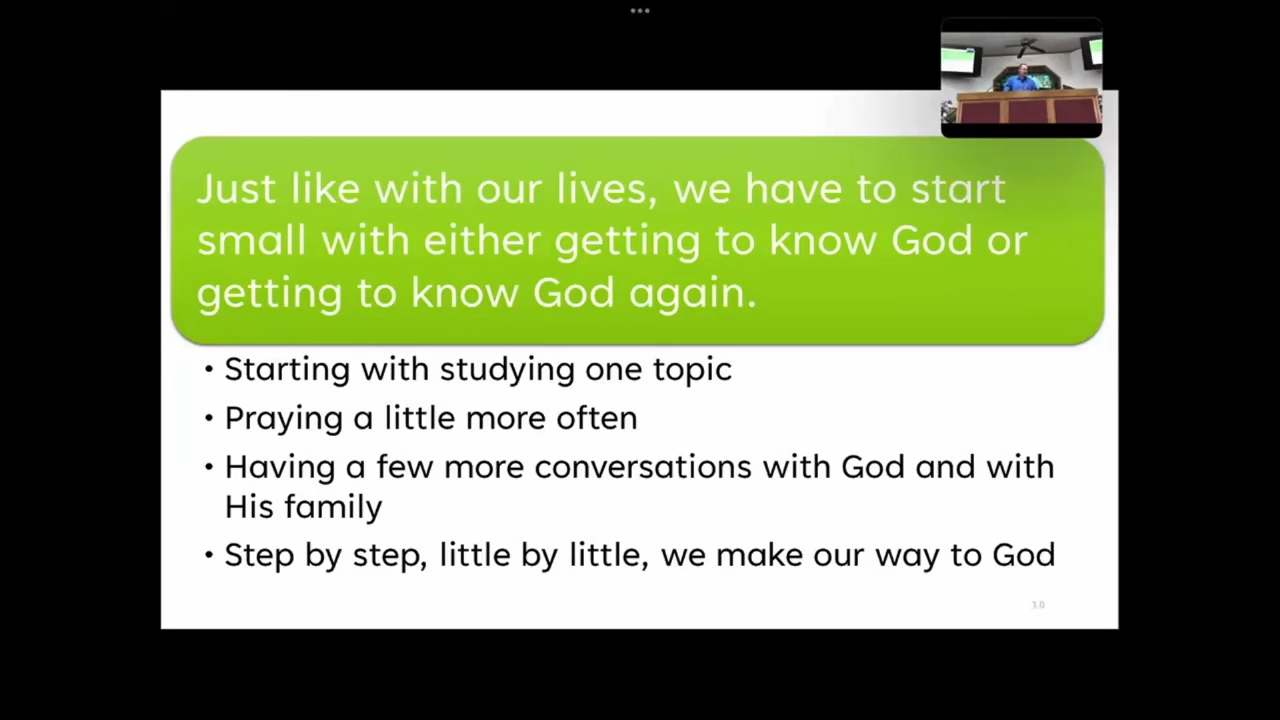 Just like with our lives, we have to start
small with either getting to know God or
getting to know God again.
• Starting with studying one topic
• Praying a little more often
• Having a few more conversations with God and with
His family
• Step by step, little by little, we make our way to God
10